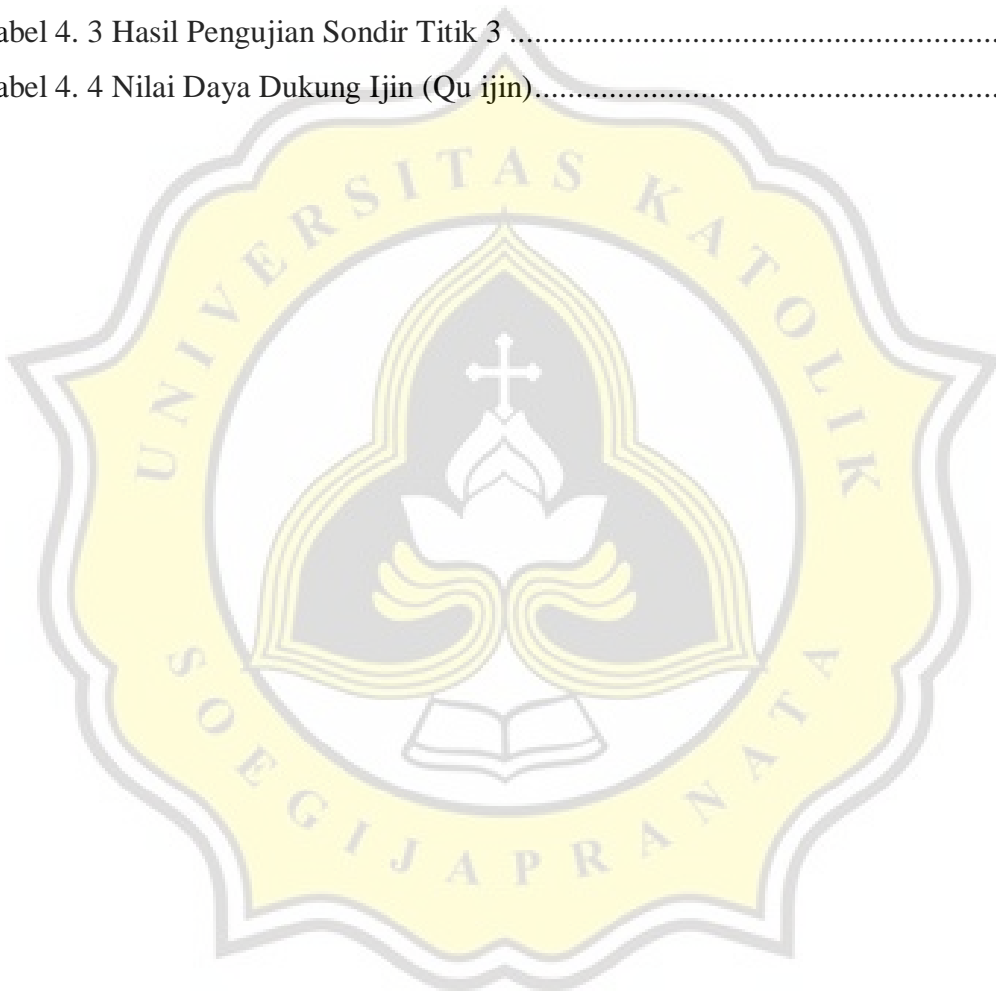 abel 4. 3 Hasil Pengujian Sondir Titik 3 ............................................................
abel 4. 4 Nilai Daya Dukung Ijin (Qu ijin).........................................................
UNIVERSITAS KATOLIK
SOEGIJAPRANATA